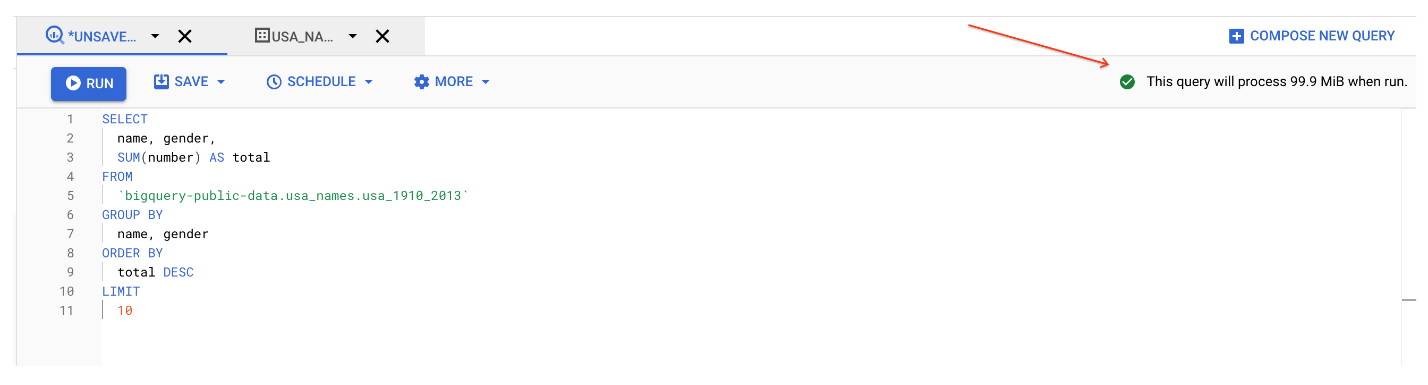 *UNSAVE... USA_NA... COMPOSE NEW QUERY
RUN SAVE SCHEDULE MORE This query will process 99.9 MiB when run.
1 SELECT
2 name, gender,
3 SUM(number) AS total
4 FROM
5 `bigquery-public-data.usa_names.usa_1910_2013`
6 GROUP BY
7 name, gender
8 ORDER BY
9 total DESC
10 LIMIT
11 10